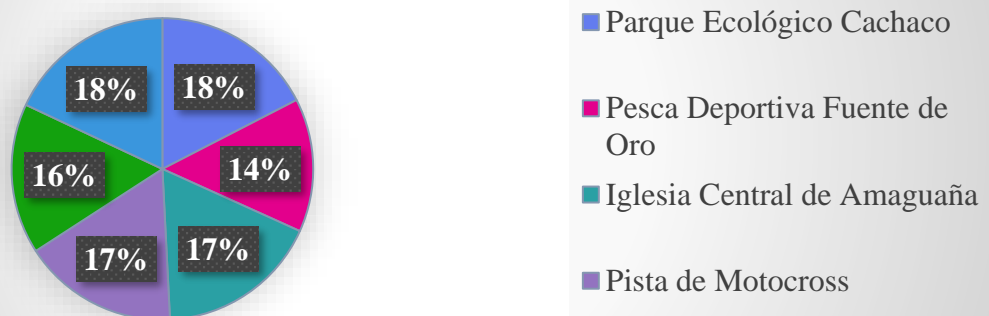 18%
18%
14%
16%
17%
17%
Parque Ecológico Cachaco
Pesca Deportiva Fuente de
Oro
Iglesia Central de Amaguaña
Pista de Motocross